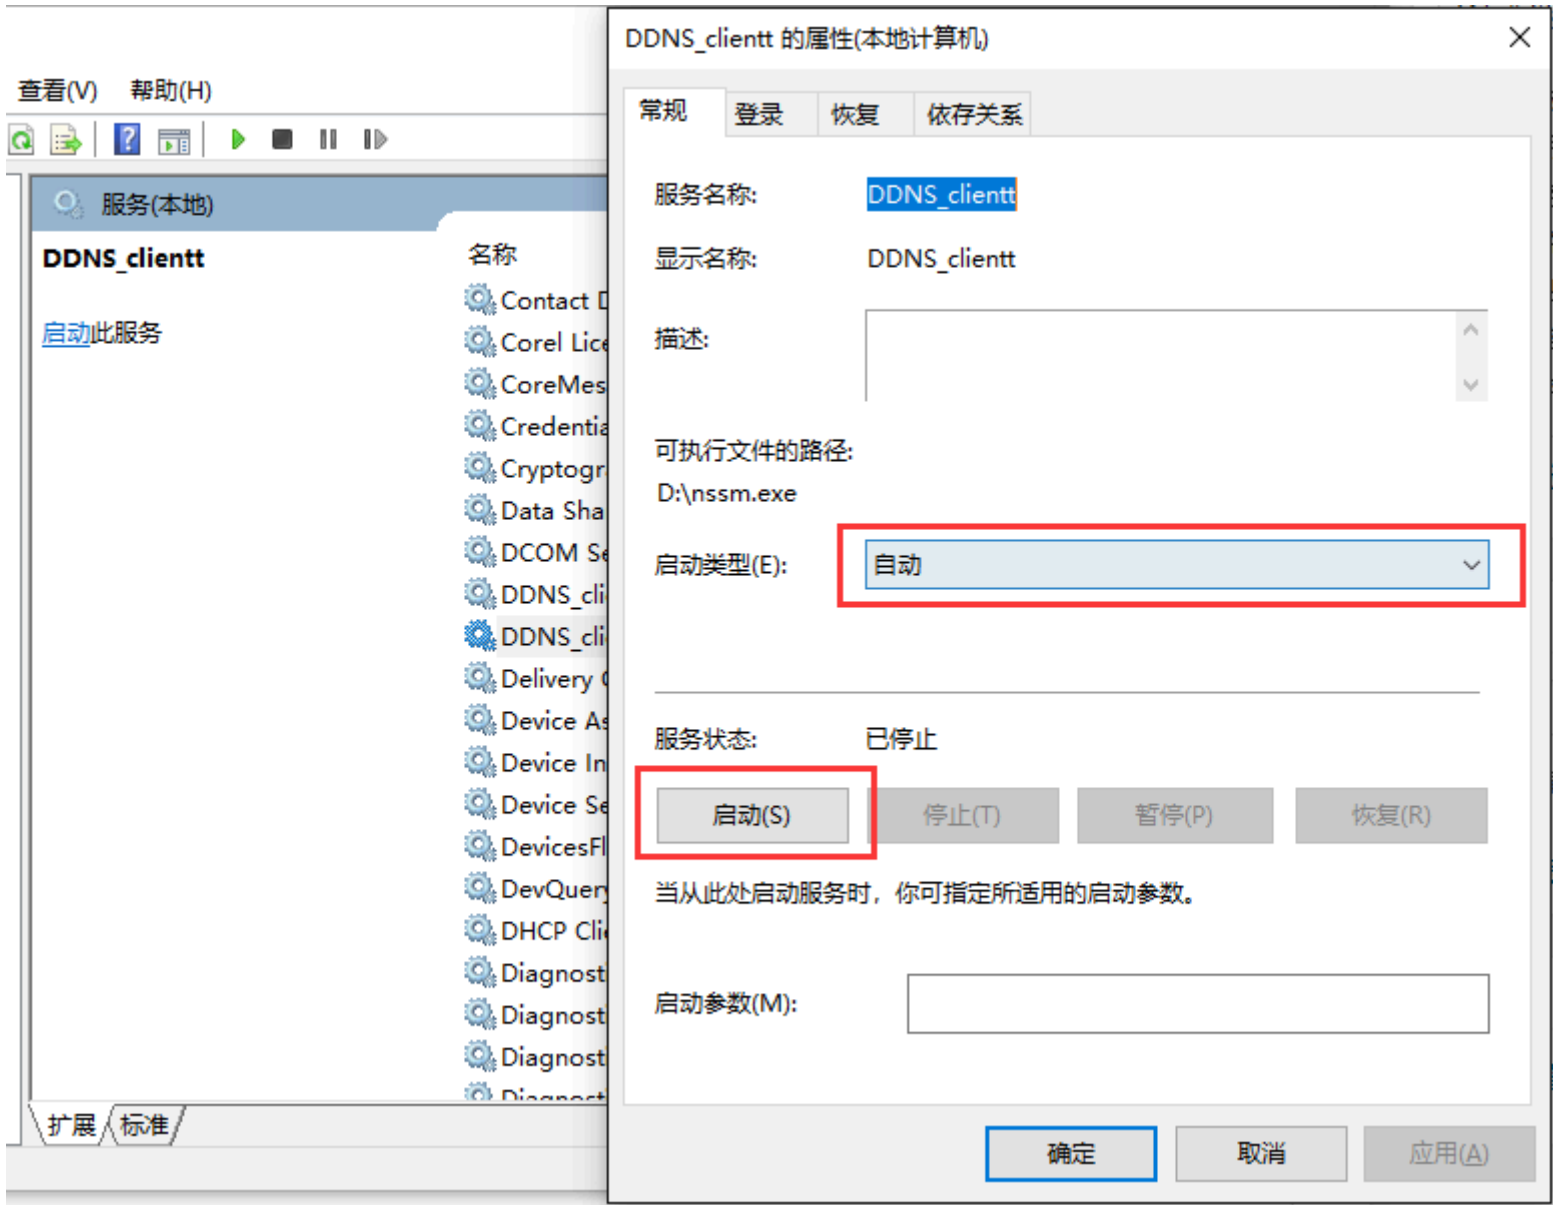 DDNS_clientt 的属性(本地计算机)
查看(V) 帮助(H)
常规 登录 恢复 依存关系
服务(本地)
DDNS_clientt
启动此服务
名称
Contact
Corel
CoreMes
Credentia
Cryptogr
Data Sha
DCOM
DDNS_cli
DDNS_cli
Delivery
Device As
Device In
Device Se
DevicesFl
DevQuery
DHCP Clie
Diagnost
Diagnost
Diagnost
Diagnost
扩展 标准
服务名称: DDNS_clientt
显示名称: DDNS_clientt
描述:
可执行文件的路径:
D:\nssm.exe
启动类型(E): 自动
服务状态: 已停止
启动(S) 停止(T) 暂停(P) 恢复(R)
当从此处启动服务时，你可指定所适用的启动参数。
启动参数(M):
确定 取消 应用(A)